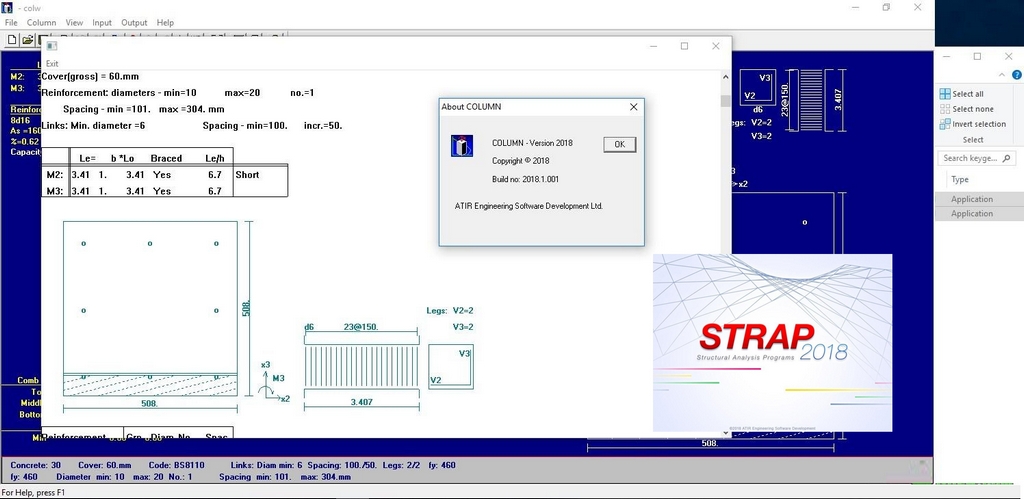 - colw
File Column View Input Output Help
Exit
Cover(gross) = 60.mm
Reinforcement: diameters - min=10 max=20 no.=1
Spacing - min =101. max =304. mm
Links: Min. diameter =6 Spacing - min=100. incr.=50.
Le= b *Lo Braced Le/h
M2: 3.41 1. 3.41 Yes 6.7 Short
M3: 3.41 1. 3.41 Yes 6.7
508.
508.
x3
M3
x2
d6 23@150.
3.407
Legs: V2=2
V3=2
V3
V2
About COLUMN
COLUMN - Version 2018
OK
Copyright © 2018
Build no: 2018.1.001
ATIR Engineering Software Development Ltd.
M2:
M3:
Reinforc
8d16
As =160
%=0.62
Capacit
Comb
To
Middl
Botto
V3
V2
d6
23@150.
3.407
egs: V2=2
V3=2
x2
508.
STRAP
Structural Analysis Programs 2018
Select all
Select none
Invert selection
Select
Search keyge...
Type
Application
Application
Concrete: 30 Cover: 60.mm Code: BS8110 Links: Diam min: 6 Spacing: 100./50. Legs: 2/2 fy: 460
fy: 460 Diameter min: 10 max: 20 No.: 1 Spacing min: 101. max: 304.mm
For Help, press F1